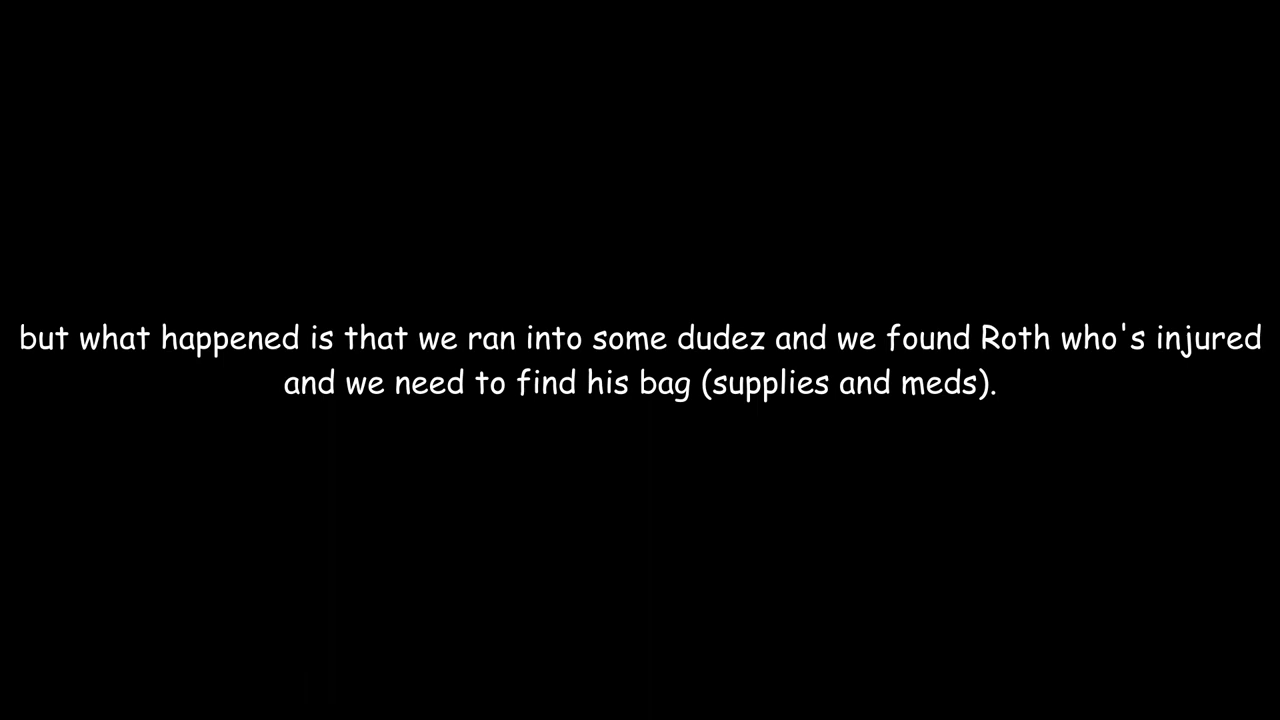 but what happened is that we ran into some dudez and we found Roth who's injured
and we need to find his bag (supplies and meds).